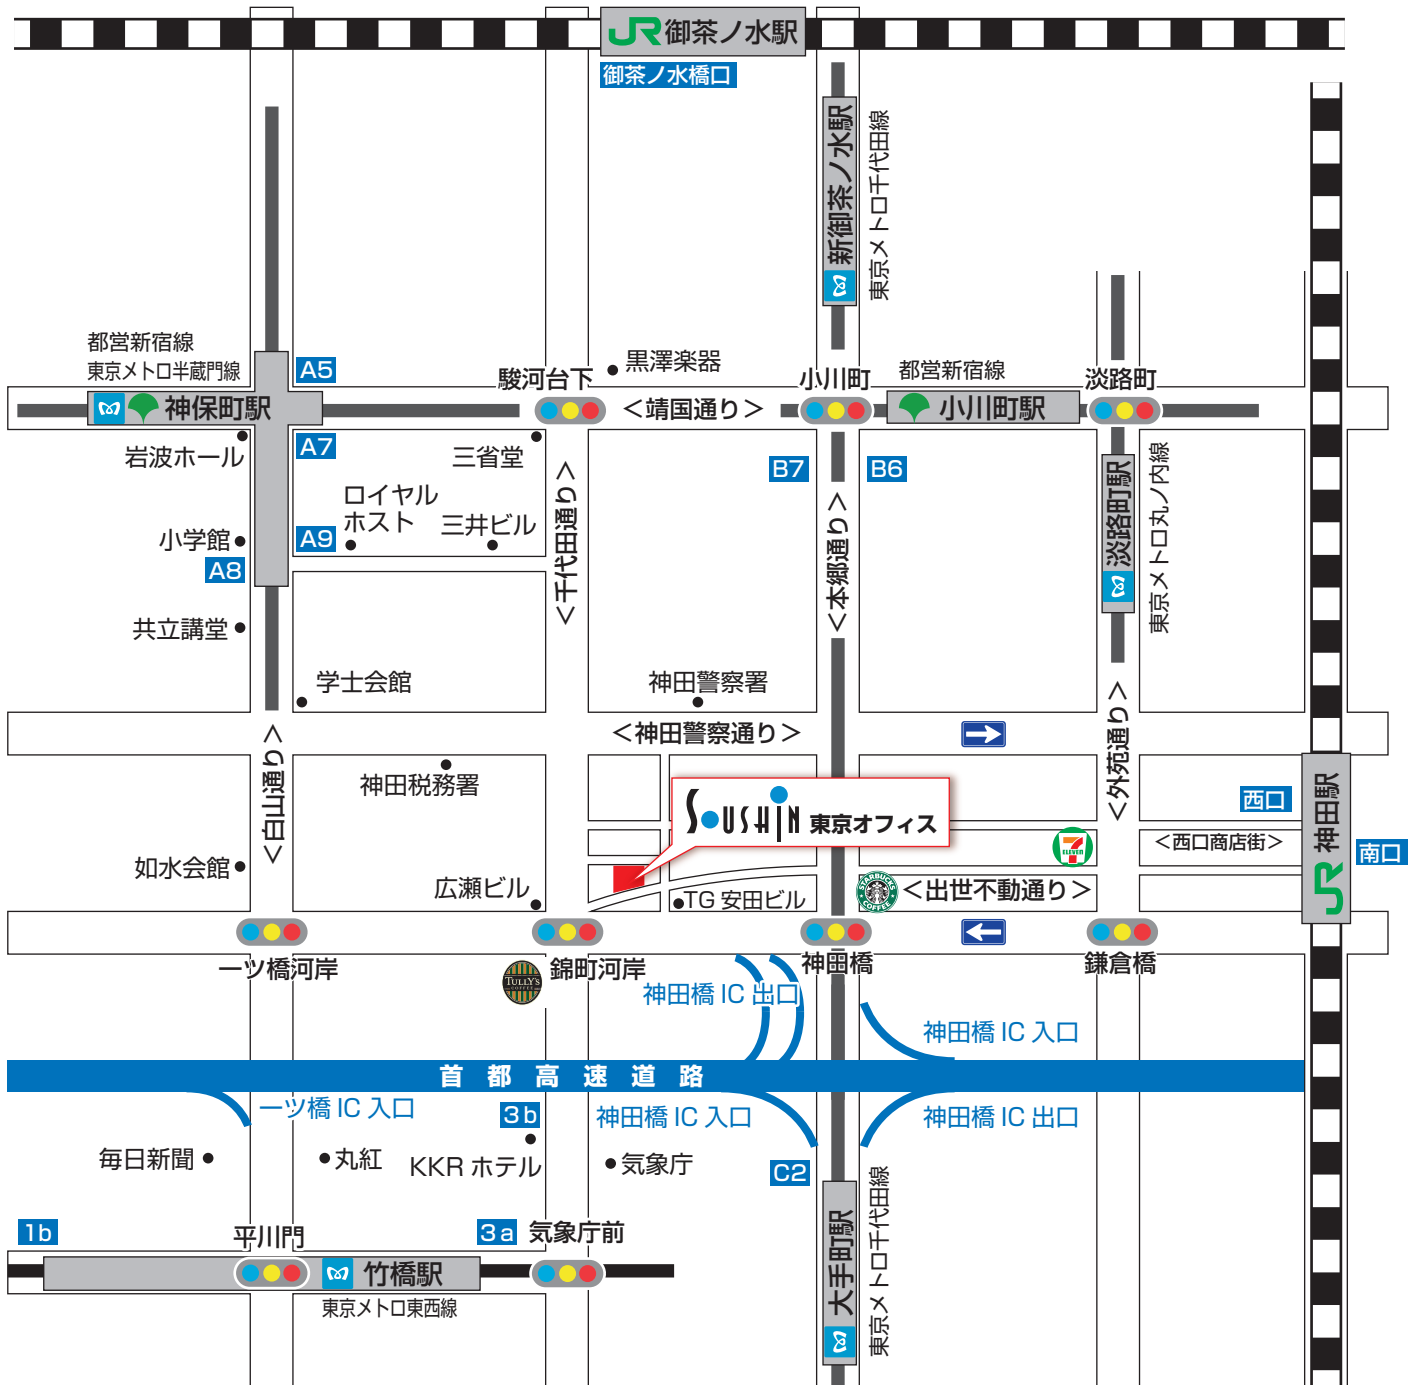 JR御茶ノ水駅
御茶ノ水橋口
新御茶ノ水駅
東京メトロ千代田線
都営新宿線
東京メトロ半蔵門線
神保町駅
A5
A7
岩波ホール
駿河台下
黒澤楽器
<靖国通り>
小川町
都営新宿線
小川町駅
淡路町
三省堂
B7
B6
ロイヤル
ホスト
三井ビル
小学館
A9
A8
<千代田通り>
<本郷通り>
淡路町駅
東京メトロ丸ノ内線
共立講堂
学士会館
神田警察署
<神田警察通り>
<白山通り>
<外苑通り>
神田税務署
SOUSHIN 東京オフィス
西口
JR神田駅
南口
7
ELEVEN
<西口商店街>
如水会館
広瀬ビル
TG 安田ビル
STARBUCKS
COFFEE
<出世不動通り>
一ツ橋河岸
TULLY'S
COFFEE
錦町河岸
神田橋
鎌倉橋
神田橋 IC 出口
神田橋 IC 入口
首都高速道路
一ツ橋 IC 入口
3b
神田橋 IC 入口
神田橋 IC 出口
毎日新聞
丸紅
KKR ホテル
気象庁
C2
1b
平川門
3a
気象庁前
竹橋駅
東京メトロ東西線
大手町駅
東京メトロ千代田線